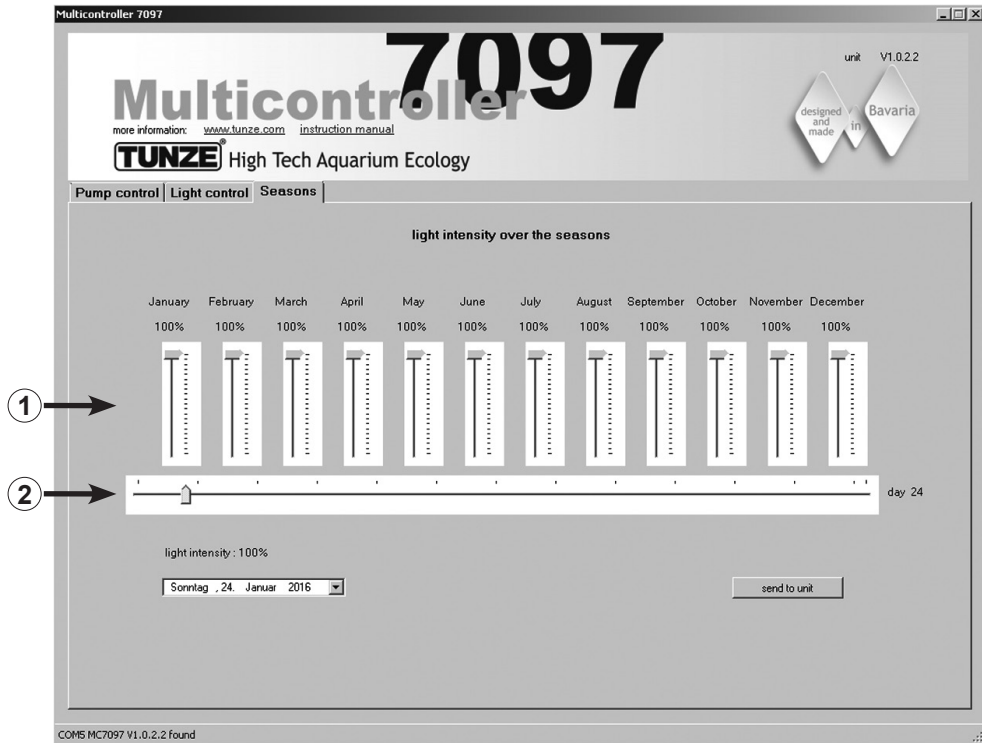 Multicontroller 7097
7097
unit V1.0.2.2
Multicontroller
designed and made
in
Bavaria
more information: www.tunze.com instruction manual
TUNZE® High Tech Aquarium Ecology
Pump control Light control Seasons
light intensity over the seasons
January February March April May June July August September October November December
100% 100% 100% 100% 100% 100% 100% 100% 100% 100% 100% 100%
1
2
day 24
light intensity : 100%
Sonntag , 24. Januar 2016
send to unit
COM5 MC7097 V1.0.2.2 found